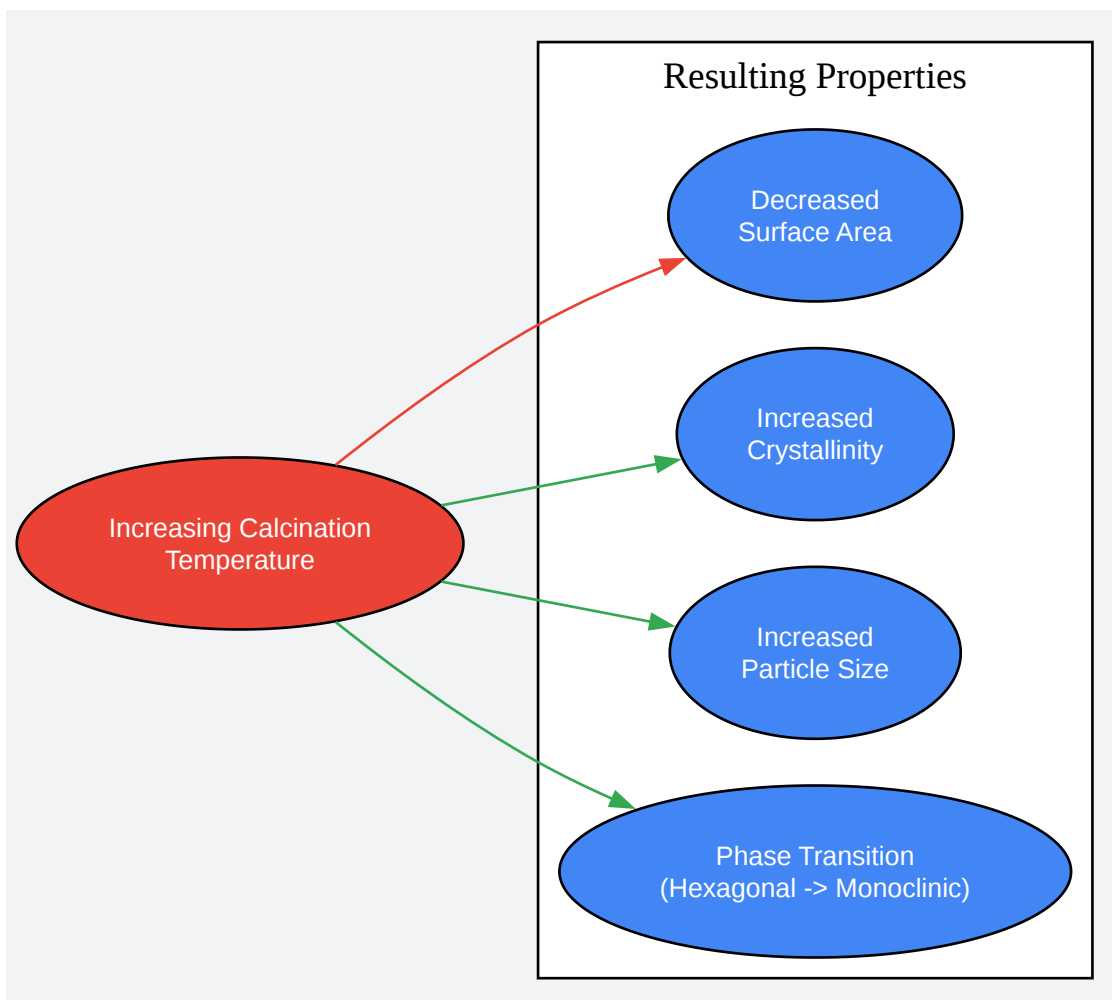 Resulting Properties
Decreased
Surface Area
Increased
Crystallinity
Increasing Calcination
Temperature
Increased
Particle Size
Phase Transition
(Hexagonal -> Monoclinic)